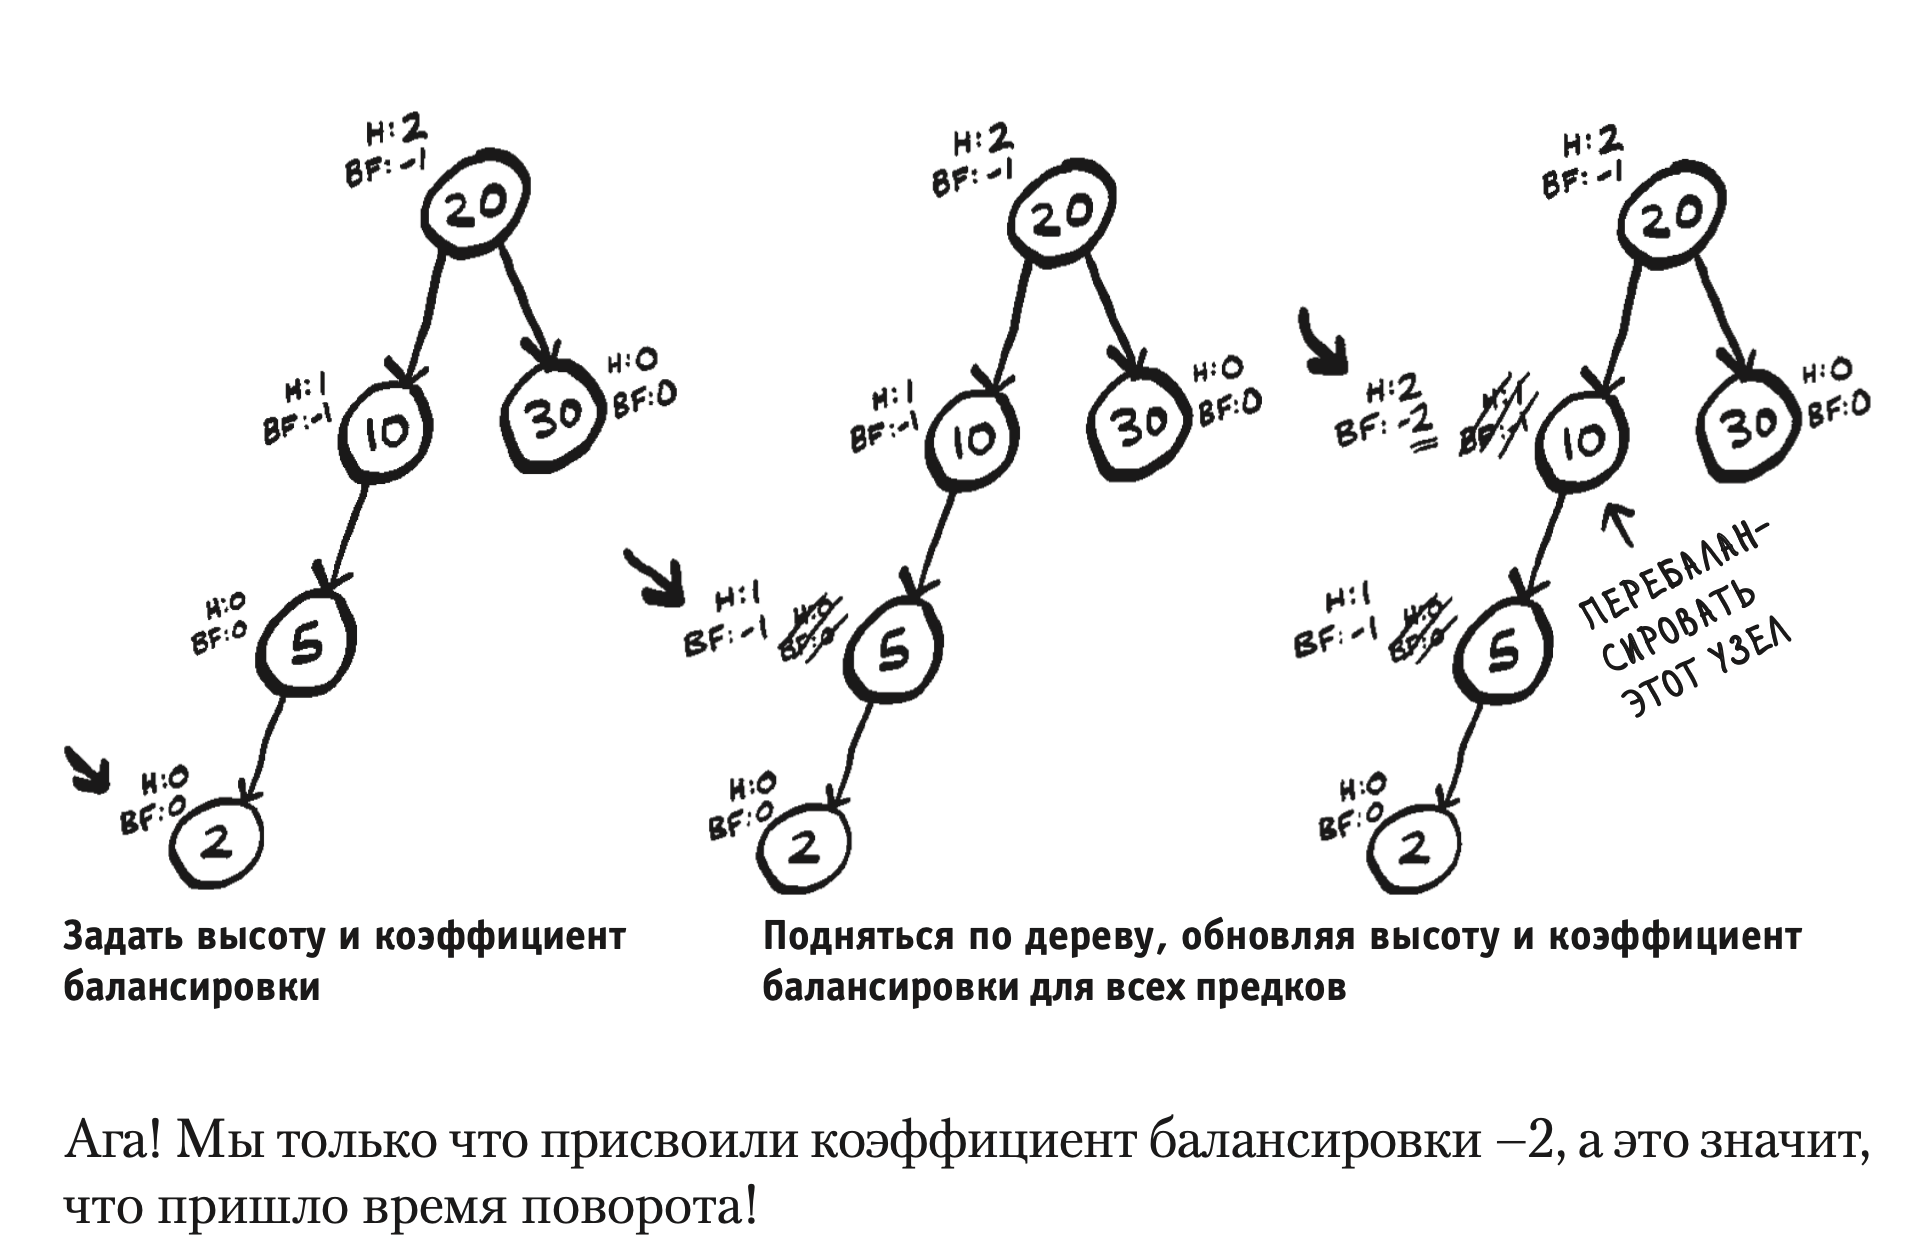 H:2
BF:-1
20
H:1
BF:-1
10
H:0
BF:0
30
H:0
BF:0
5
H:0
BF:0
2
H:2
BF:-1
20
H:1
BF:-1
10
H:0
BF:0
30
H:1
BF:-1
H:0
BF:0
5
H:0
BF:0
2
H:2
BF:-1
20
H:2
BF:-2
H:1
BF:-1
10
H:0
BF:0
30
ПЕРЕБАЛАН-
СИРОВАТЬ
ЭТОТ УЗЕЛ
H:1
BF:-1
H:0
BF:0
5
H:0
BF:0
2
Задать высоту и коэффициент
балансировки
Подняться по дереву, обновляя высоту и коэффициент
балансировки для всех предков
Ага! Мы только что присвоили коэффициент балансировки –2, а это значит,
что пришло время поворота!